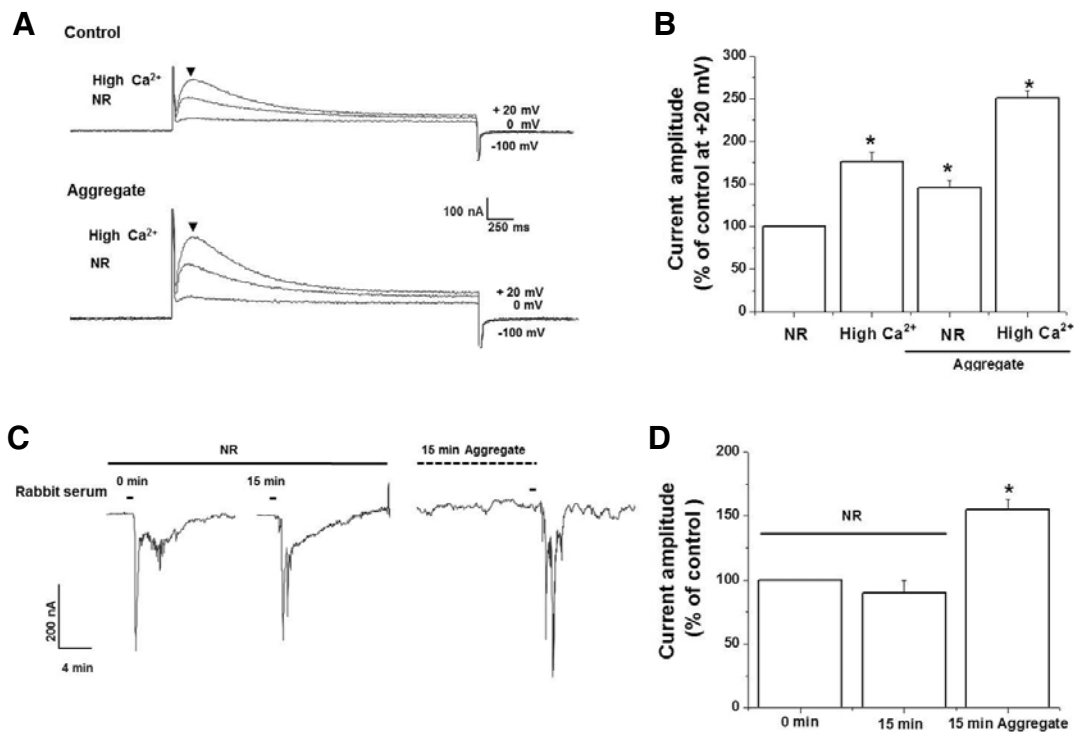 A
Control
High Ca²⁺
NR
+ 20 mV
0 mV
-100 mV
Aggregate
100 nA
250 ms
High Ca²⁺
NR
+ 20 mV
0 mV
-100 mV
B
Current amplitude
(% of control at +20 mV)
300
250
200
150
100
50
0
*
*
*
NR
High Ca²⁺
NR
High Ca²⁺
Aggregate
C
NR
15 min Aggregate
0 min
15 min
Rabbit serum
200 nA
4 min
D
Current amplitude
(% of control )
200
150
100
50
0
NR
*
0 min
15 min
15 min Aggregate